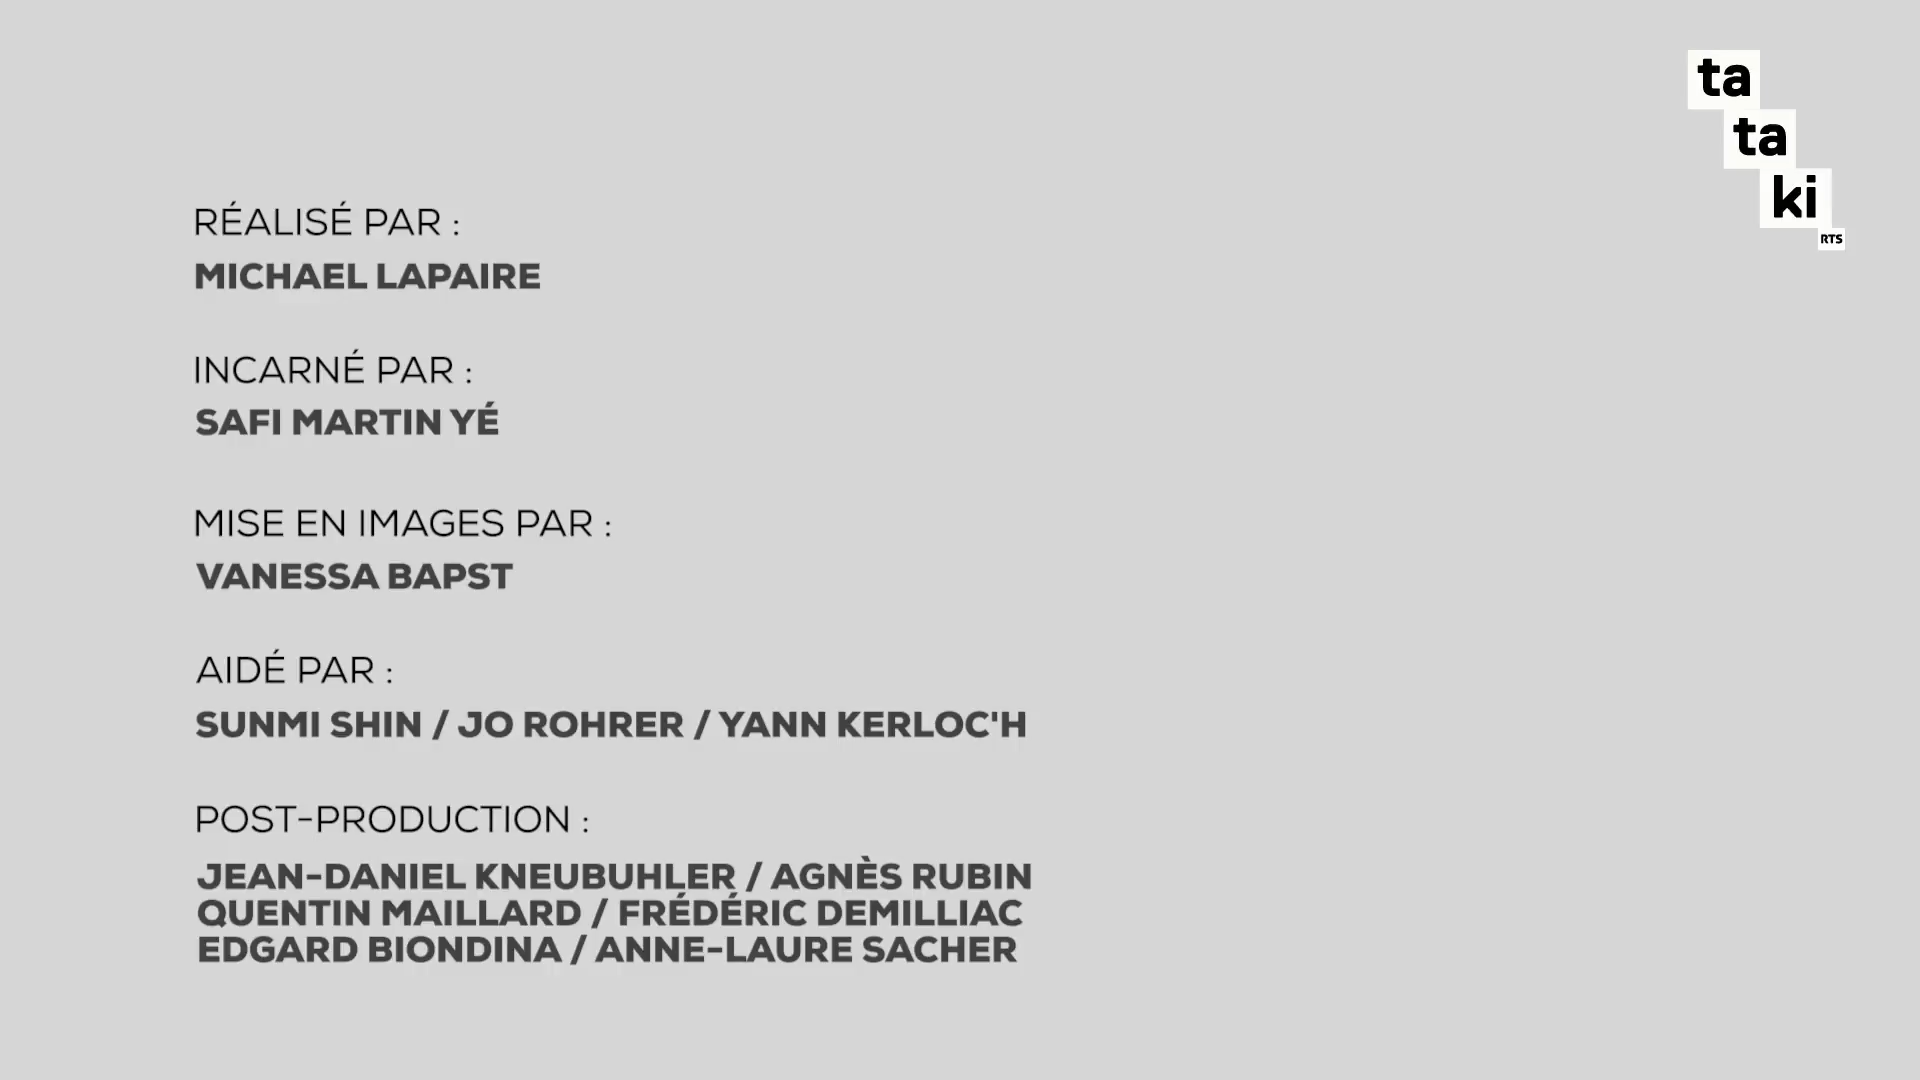 ta
ta
ki
RTS
RÉALISÉ PAR :
MICHAEL LAPAIRE
INCARNÉ PAR :
SAFI MARTIN YÉ
MISE EN IMAGES PAR :
VANESSA BAPST
AIDÉ PAR :
SUNMI SHIN / JO ROHRER / YANN KERLOC'H
POST-PRODUCTION :
JEAN-DANIEL KNEUBUHLER / AGNÈS RUBIN
QUENTIN MAILLARD / FRÉDÉRIC DEMILLIAC
EDGARD BIONDINA / ANNE-LAURE SACHER